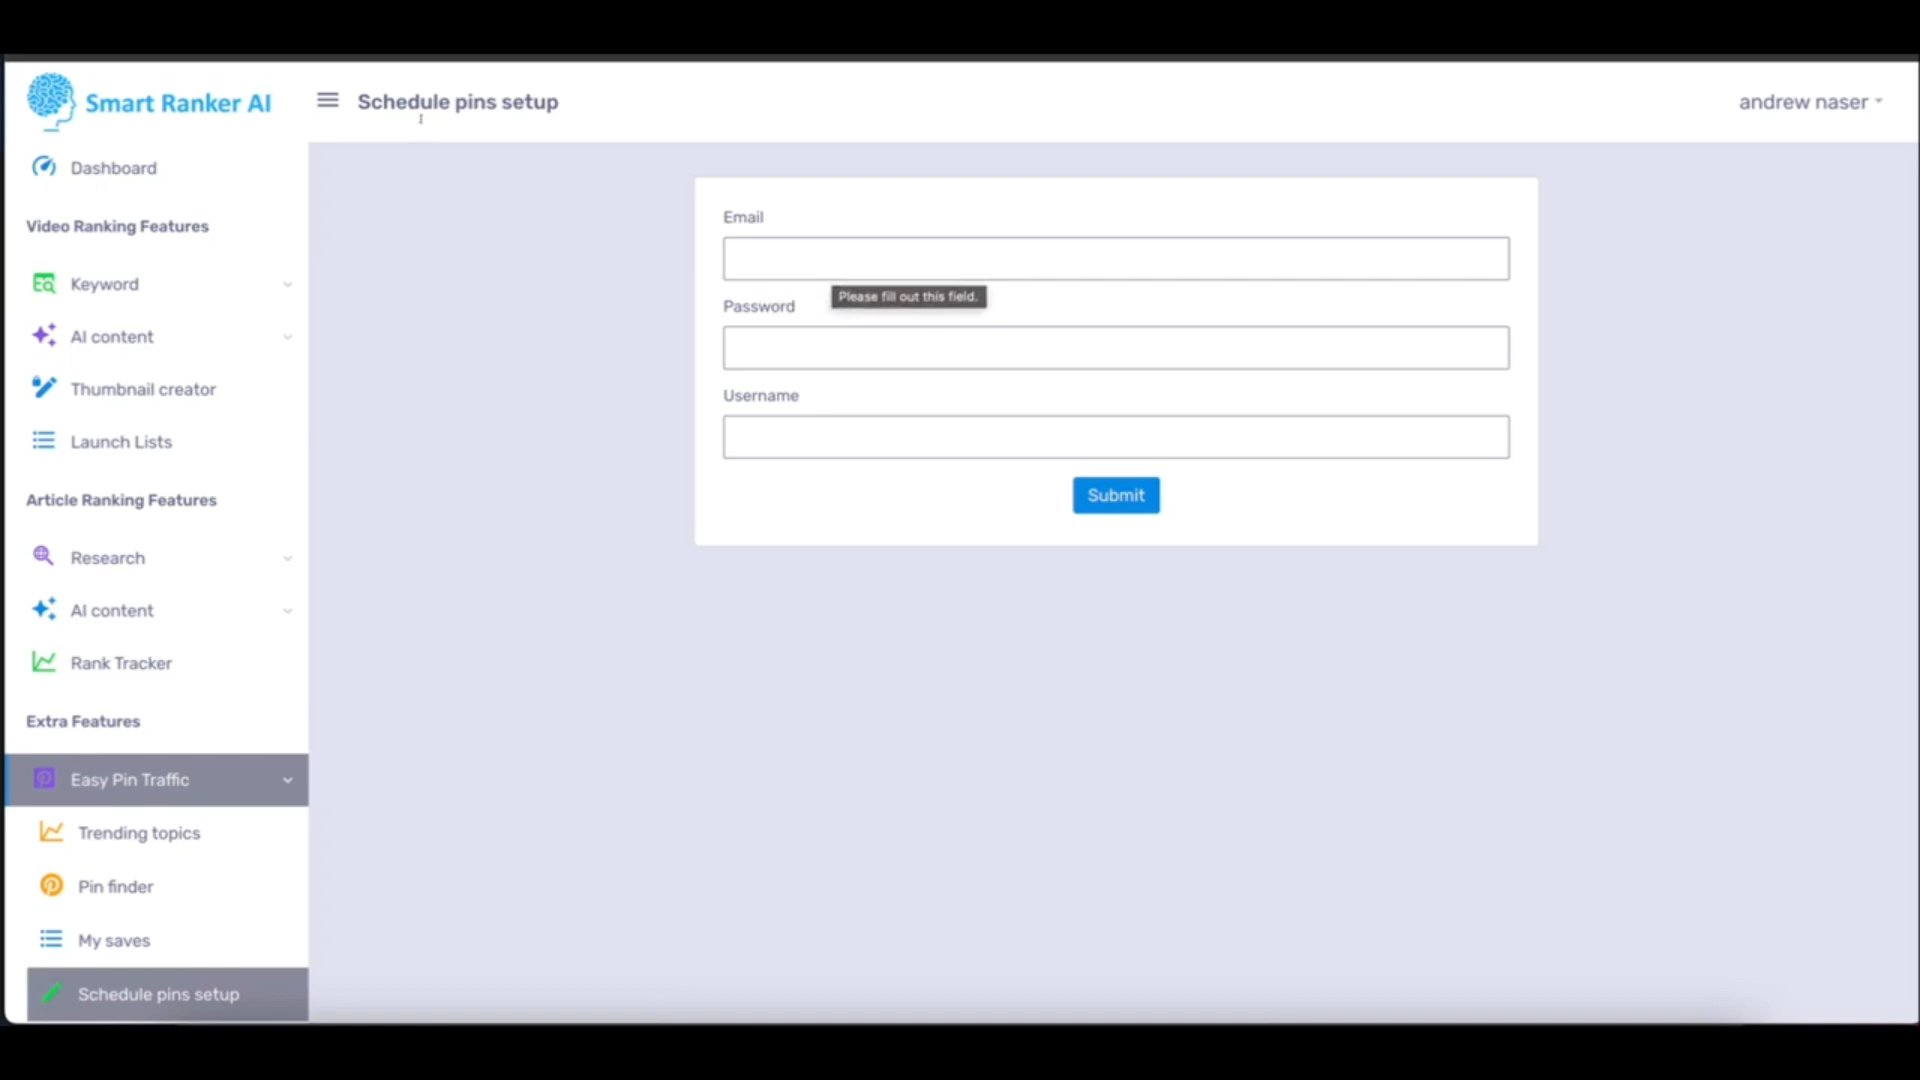 Smart Ranker AI
Schedule pins setup
andrew naser
Dashboard
Video Ranking Features
Keyword
AI content
Thumbnail creator
Launch Lists
Article Ranking Features
Research
AI content
Rank Tracker
Extra Features
Easy Pin Traffic
Trending topics
Pin finder
My saves
Schedule pins setup
Email
Please fill out this field.
Password
Username
Submit